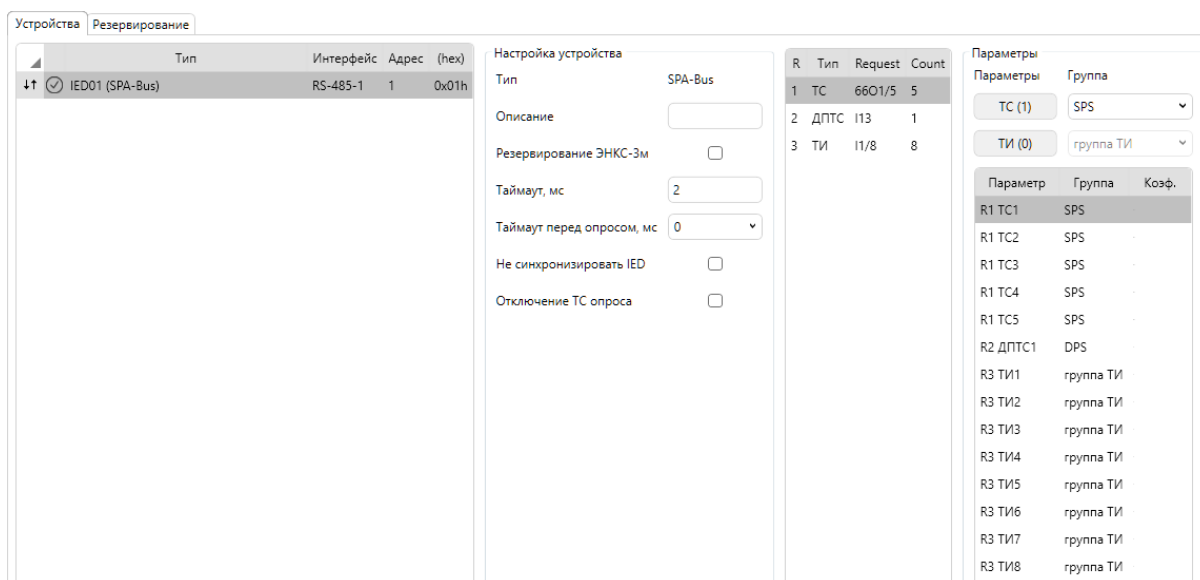 Устройства Резервирование
Тип Интерфейс Адрес (hex)
IED01 (SPA-Bus) RS-485-1 1 0x01h
Настройка устройства
Тип SPA-Bus
Описание
Резервирование ЭНКС-3м
Таймаут, мс 2
Таймаут перед опросом, мс 0
Не синхронизировать IED
Отключение ТС опроса
R Тип Request Count
1 ТС 66O1/5 5
2 ДПТС I13 1
3 ТИ I1/8 8
Параметры
Параметры Группа
ТС (1) SPS
ТИ (0) группа ТИ
Параметр Группа Коэф.
R1 ТС1 SPS
R1 ТС2 SPS
R1 ТС3 SPS
R1 ТС4 SPS
R1 ТС5 SPS
R2 ДПТС1 DPS
R3 ТИ1 группа ТИ
R3 ТИ2 группа ТИ
R3 ТИ3 группа ТИ
R3 ТИ4 группа ТИ
R3 ТИ5 группа ТИ
R3 ТИ6 группа ТИ
R3 ТИ7 группа ТИ
R3 ТИ8 группа ТИ